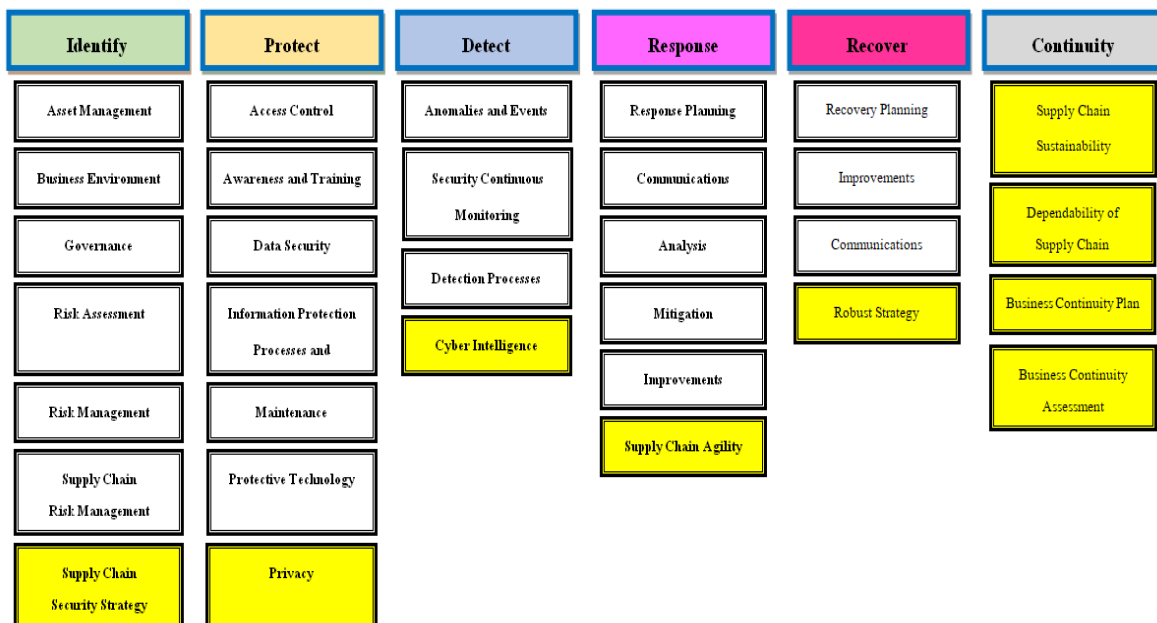 Identify
Asset Management
Business Environment
Governance
Risk Assessment
Risk Management
Supply Chain
Risk Management
Supply Chain
Security Strategy
Protect
Access Control
Awareness and Training
Data Security
Information Protection
Processes and
Maintenance
Protective Technology
Privacy
Detect
Anomalies and Events
Security Continuous
Monitoring
Detection Processes
Cyber Intelligence
Response
Response Planning
Communications
Analysis
Mitigation
Improvements
Supply Chain Agility
Recover
Recovery Planning
Improvements
Communications
Robust Strategy
Continuity
Supply Chain
Sustainability
Dependability of
Supply Chain
Business Continuity Plan
Business Continuity
Assessment